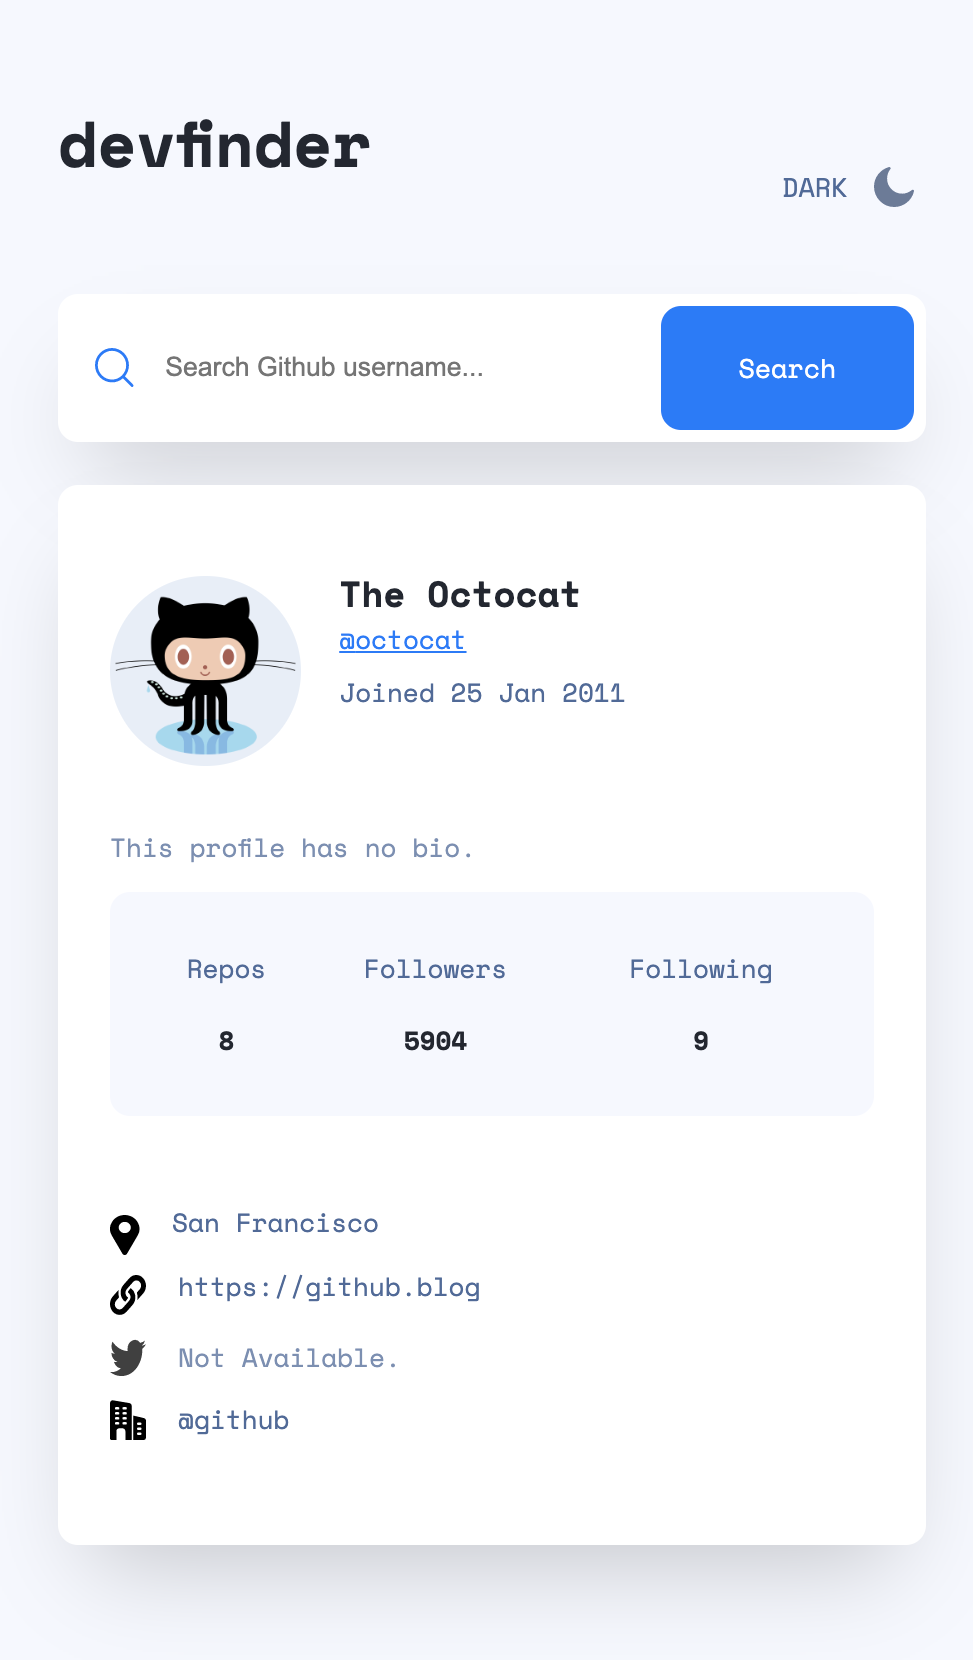 devfinder
DARK
Search Github username...
Search
The Octocat
@octocat
Joined 25 Jan 2011
This profile has no bio.
Repos Followers Following
8 5904 9
San Francisco
https://github.blog
Not Available.
@github